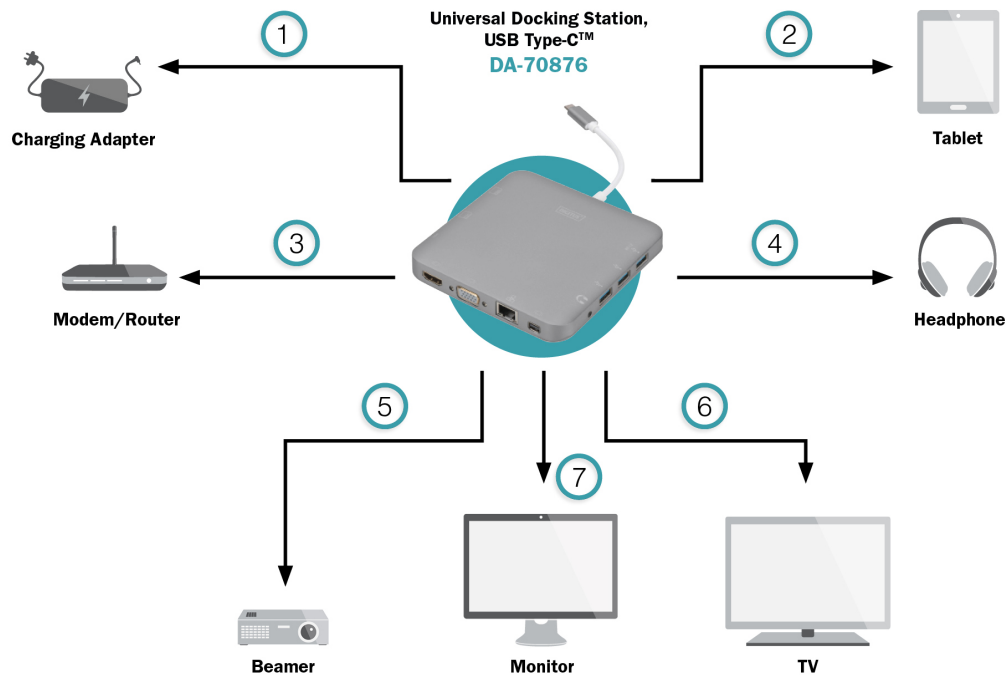 Universal Docking Station,
USB Type-C™
DA-70876
1
2
Charging Adapter
Tablet
3
4
Modem/Router
Headphone
5
6
7
Beamer
Monitor
TV